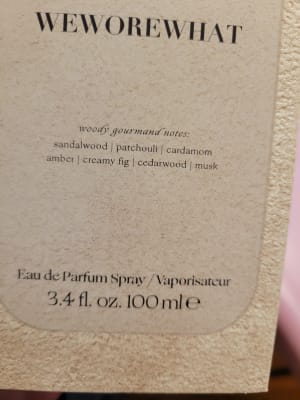 WEWOREWHAT
woody gourmand notes:
sandalwood | patchouli | cardamom
amber | creamy fig | cedarwood | musk
Eau de Parfum Spray / Vaporisateur
3.4 fl. oz. 100 ml ℮